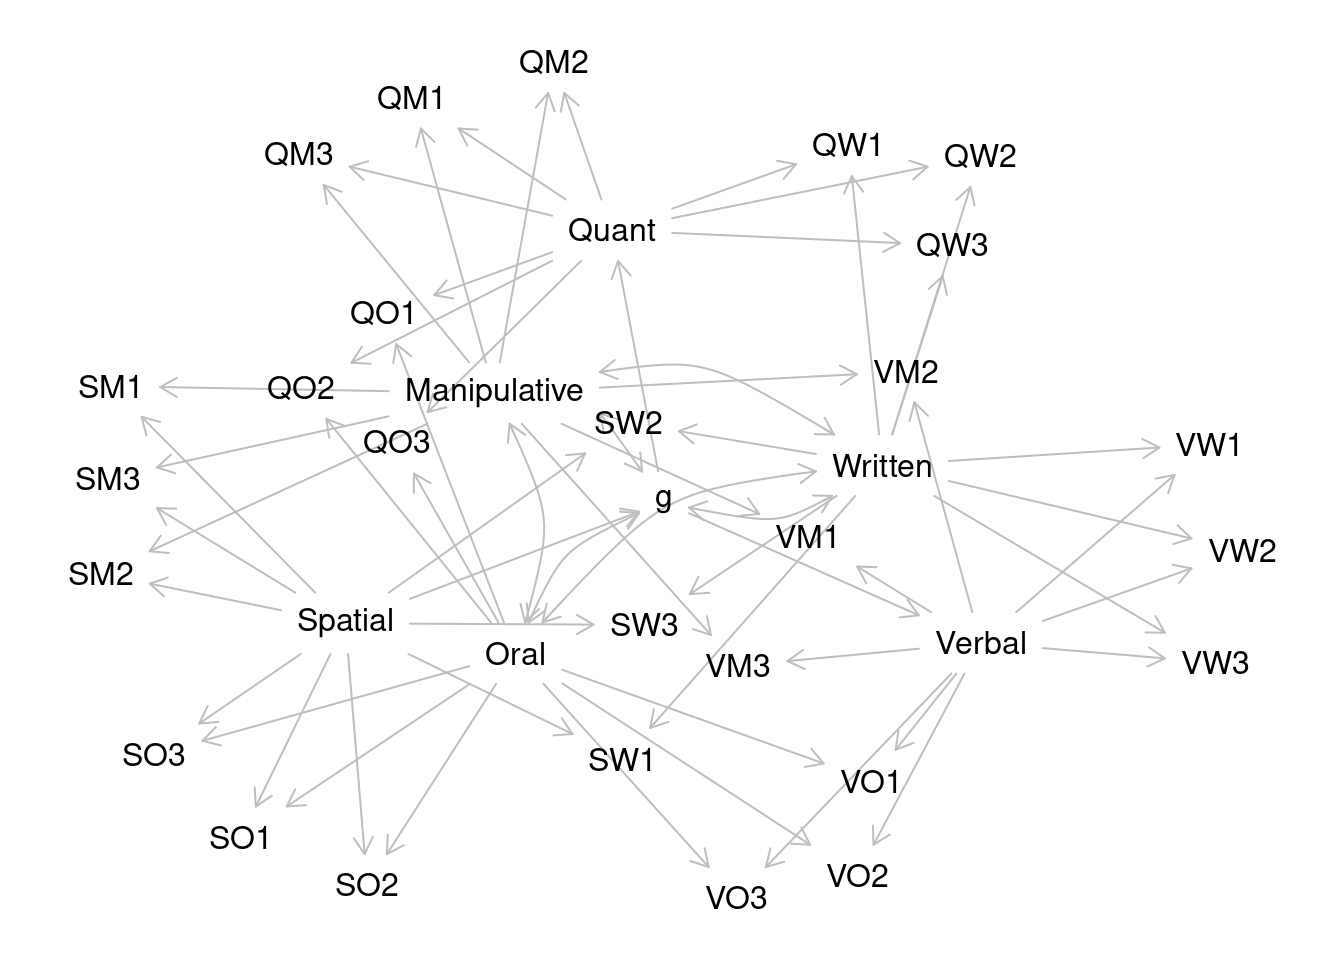 QM2
QM1
QM3
QW1
QW2
Quant
QW3
QO1
VM2
SM1
QO2
Manipulative
SW2
QO3
VW1
Written
SM3
g
VM1
VW2
SM2
Spatial
SW3
Oral
Verbal
VM3
VW3
SO3
SW1
VO1
SO1
SO2
VO2
VO3